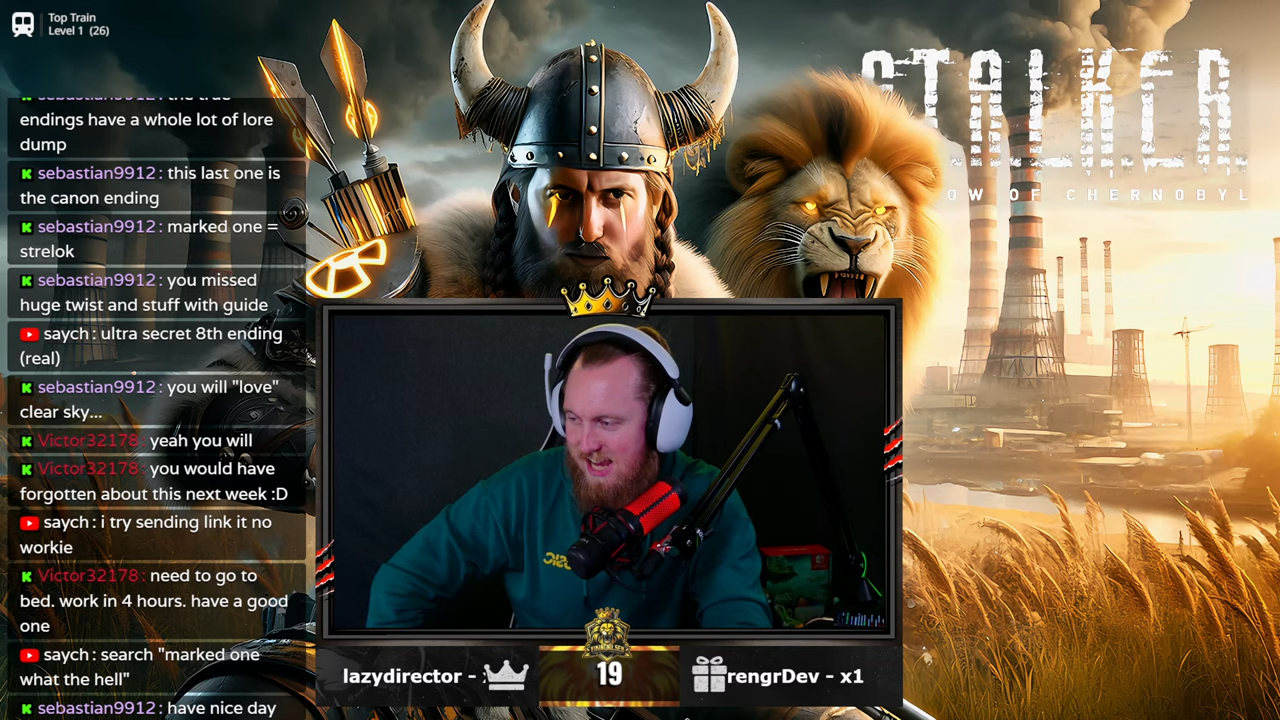 Top Train
Level 1 (26)
sebastian9912: the true
endings have a whole lot of lore
dump
sebastian9912: this last one is
the canon ending
sebastian9912: marked one =
strelok
sebastian9912: you missed
huge twist and stuff with guide
saych: ultra secret 8th ending
(real)
sebastian9912: you will "love"
clear sky...
Victor32178: yeah you will
Victor32178: you would have
forgotten about this next week :D
saych: i try sending link it no
workie
Victor32178: need to go to
bed. work in 4 hours. have a good
one
saych: search "marked one
what the hell"
sebastian9912: have nice day
S.T.A.L.K.E.R
OW OF CHERNOBYL
lazydirector -
19
rengrDev - x1